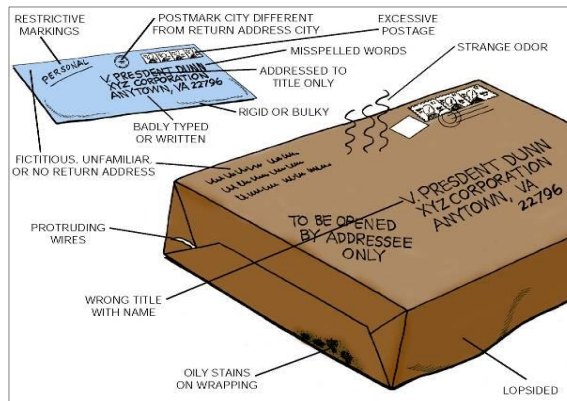 RESTRICTIVE
MARKINGS
POSTMARK CITY DIFFERENT
FROM RETURN ADDRESS CITY
EXCESSIVE
POSTAGE
MISSPELLED WORDS
STRANGE ODOR
PERSONAL
ADDRESSED TO
TITLE ONLY
V. PRESDENT DUNN
XYZ CORPORATION
ANYTOWN, VA
22796
RIGID OR BULKY
BADLY TYPED
OR WRITTEN
FICTITIOUS, UNFAMILIAR,
OR NO RETURN ADDRESS
V. PRESDENT DUNN
XYZ CORPORATION
ANYTOWN, VA
22796
TO BE OPENED
BY ADDRESSEE
ONLY
PROTRUDING
WIRES
WRONG TITLE
WITH NAME
OILY STAINS
ON WRAPPING
LOPSIDED